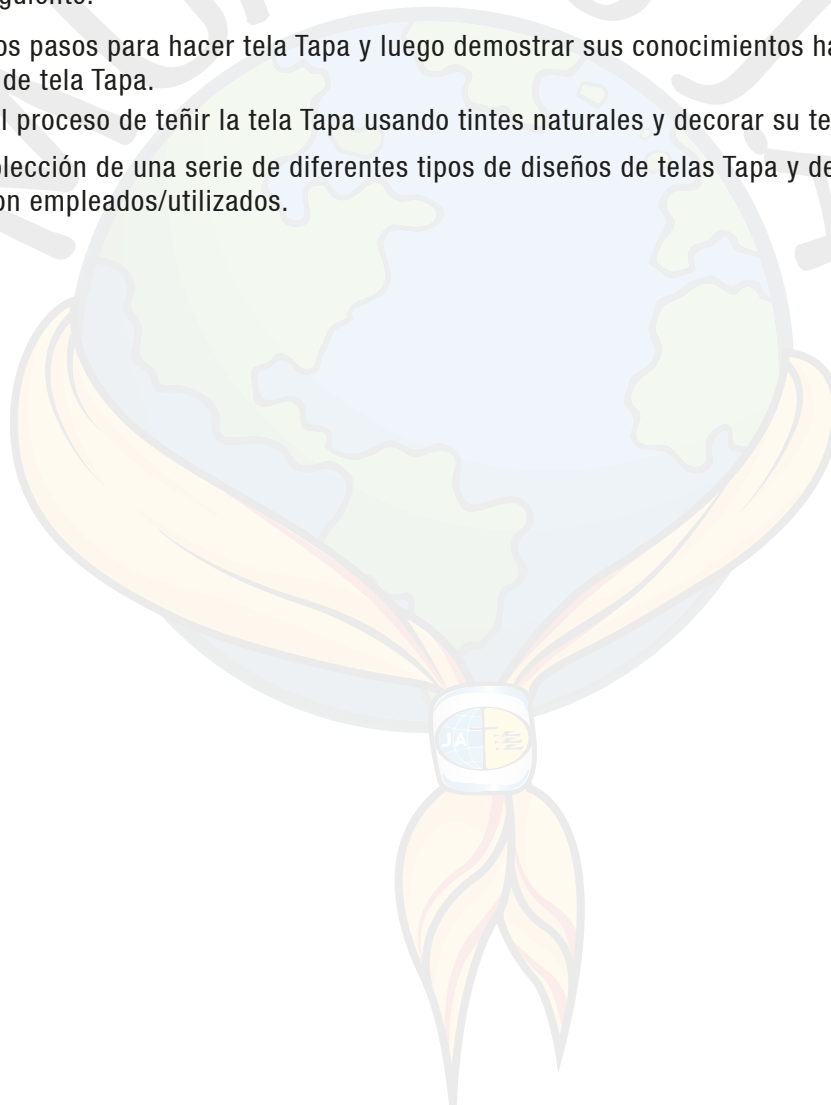 guiente:
os pasos para hacer tela Tapa y luego demostrar sus conocimientos ha
de tela Tapa.
l proceso de teñir la tela Tapa usando tintes naturales y decorar su te
olección de una serie de diferentes tipos de diseños de telas Tapa y de
on empleados/utilizados.
JA